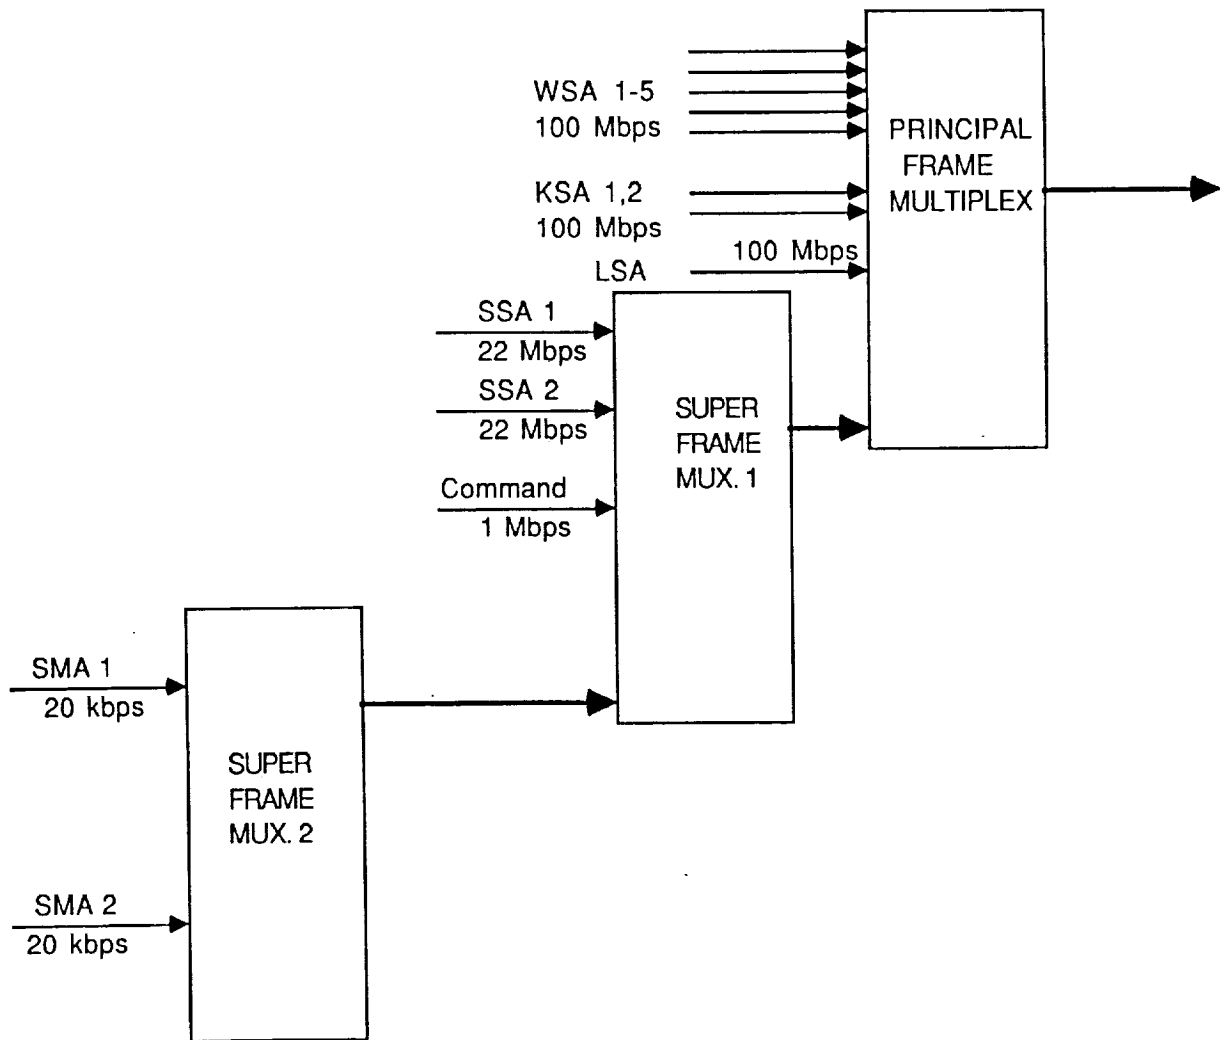 WSA 1-5
100 Mbps
PRINCIPAL
FRAME
MULTIPLEX
KSA 1,2
100 Mbps
100 Mbps
LSA
SSA 1
22 Mbps
SSA 2
22 Mbps
Command
1 Mbps
SUPER
FRAME
MUX. 1
SMA 1
20 kbps
SUPER
FRAME
MUX. 2
SMA 2
20 kbps